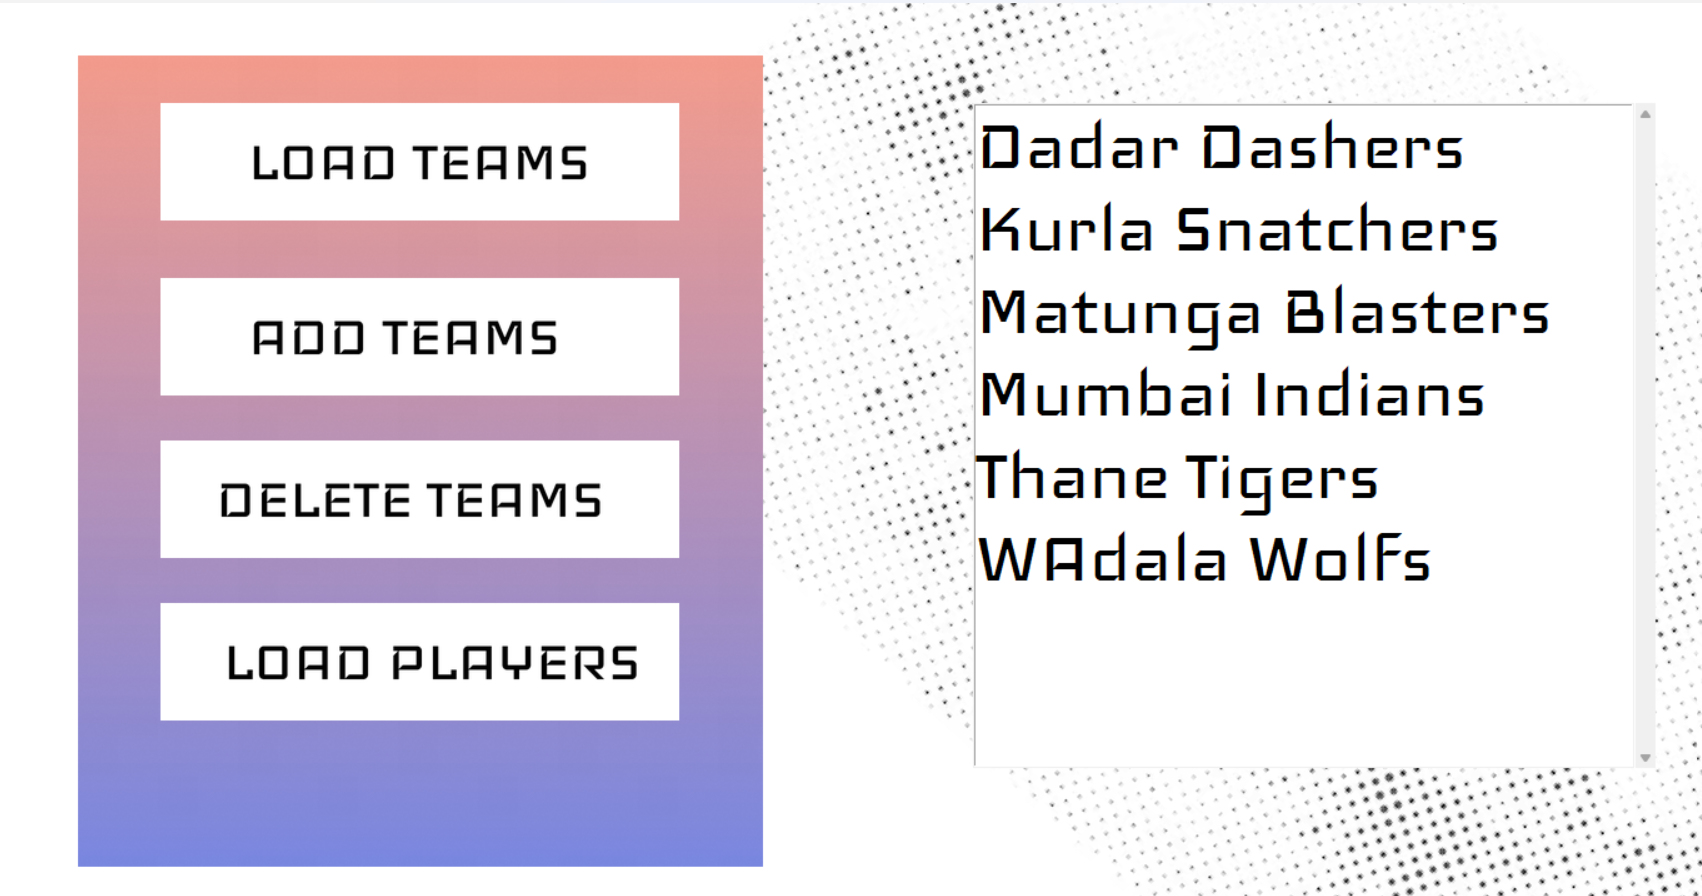 LOAD TEAMS
ADD TEAMS
DELETE TEAMS
LOAD PLAYERS
Dadar Dashers
Kurla Snatchers
Matunga Blasters
Mumbai Indians
Thane Tigers
WAdala Wolfs